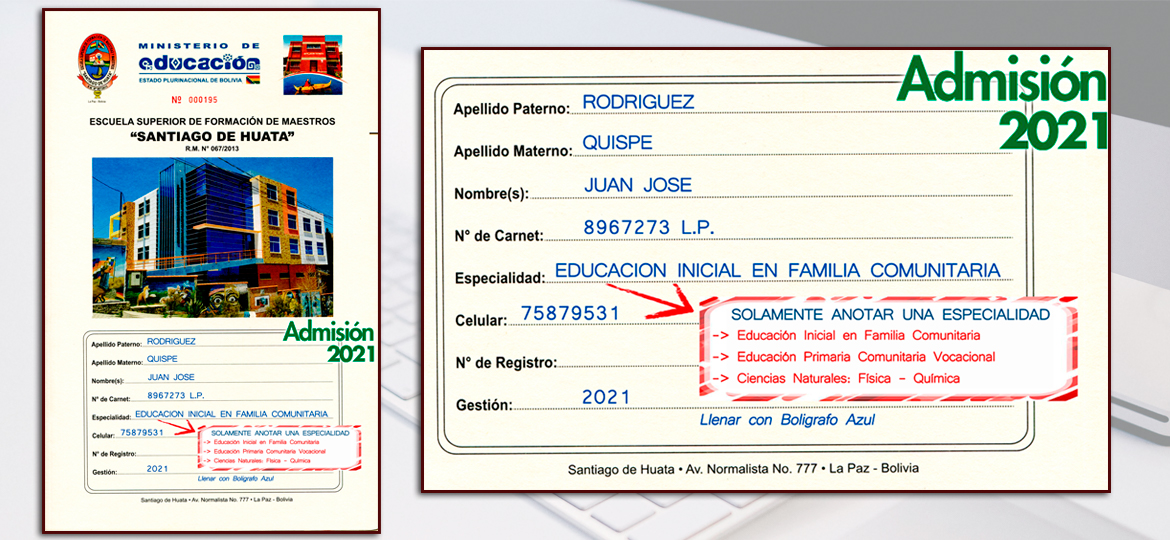 MINISTERIO DE
educación
ESTADO PLURINACIONAL DE BOLIVIA
La Paz - Bolivia
Nº 000195
ESCUELA SUPERIOR DE FORMACIÓN DE MAESTROS
“SANTIAGO DE HUATA”
R.M. N° 067/2013
Admisión
2021
Apellido Paterno: RODRIGUEZ
Apellido Materno: QUISPE
Nombre(s): JUAN JOSE
N° de Carnet: 8967273 L.P.
Especialidad: EDUCACION INICIAL EN FAMILIA COMUNITARIA
Celular: 75879531
SOLAMENTE ANOTAR UNA ESPECIALIDAD
-> Educación Inicial en Familia Comunitaria
-> Educación Primaria Comunitaria Vocacional
-> Ciencias Naturales: Física - Química
N° de Registro:
Gestión: 2021
Llenar con Boligrafo Azul
Santiago de Huata • Av. Normalista No. 777 • La Paz - Bolivia
Admisión
2021
Apellido Paterno: RODRIGUEZ
Apellido Materno: QUISPE
Nombre(s): JUAN JOSE
N° de Carnet: 8967273 L.P.
Especialidad: EDUCACION INICIAL EN FAMILIA COMUNITARIA
Celular: 75879531
SOLAMENTE ANOTAR UNA ESPECIALIDAD
-> Educación Inicial en Familia Comunitaria
-> Educación Primaria Comunitaria Vocacional
-> Ciencias Naturales: Física - Química
N° de Registro:
Gestión: 2021
Llenar con Boligrafo Azul
Santiago de Huata • Av. Normalista No. 777 • La Paz - Bolivia